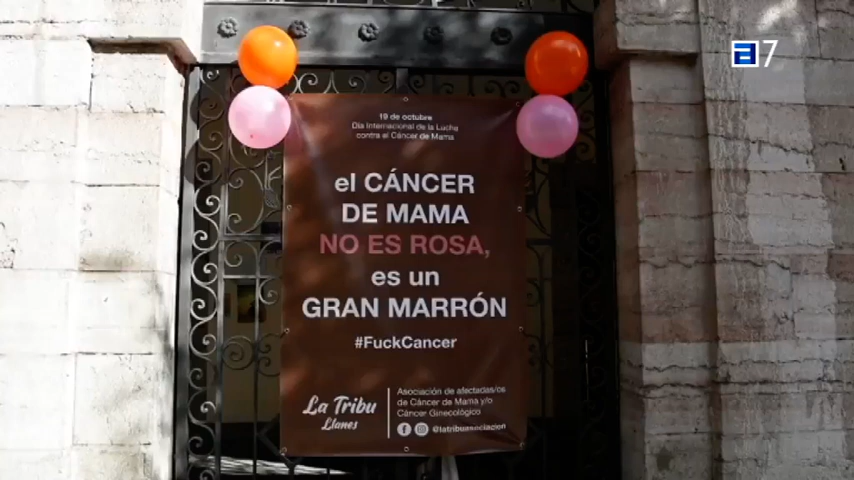 7
19 de octubre
Día Internacional de la Lucha
contra el Cáncer de Mama
el CÁNCER
DE MAMA
NO ES ROSA,
es un
GRAN MARRÓN
#FuckCancer
La Tribu
Llanes
Asociación de afectadas/os
de Cáncer de Mama y/o
Cáncer Ginecológico
@latribuasociacion